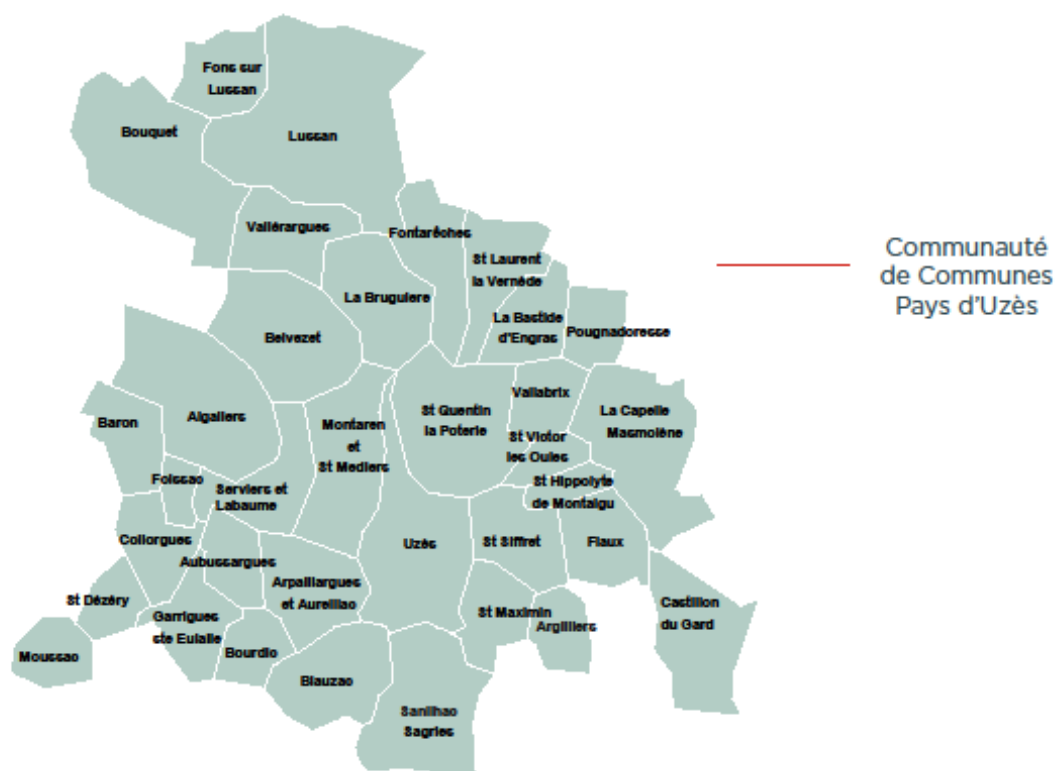 Fons sur
Lussan
Bouquet
Lussan
Vallérargues
Fontarêches
St Laurent
la Vernède
La Bruguiere
La Bastide
d'Engras
Pougnadoresse
Belvezet
Communauté
de Communes
Pays d'Uzès
Vallabrix
Baron
Aigaliers
Montaren
et
St Mediers
St Quentin
la Poterie
La Capelle
Masmolène
St Victor
les Oules
Foissac
Serviers et
Labaume
St Hippolyte
de Montaigu
Collorgues
Uzès
St Siffret
Flaux
Aubussargues
Arpaillargues
et Aureillac
St Dézéry
Garrigues
ste Eulalie
St Maximin
Argilliers
Castillon
du Gard
Moussac
Bourdic
Blauzac
Sanilhac
Sagries